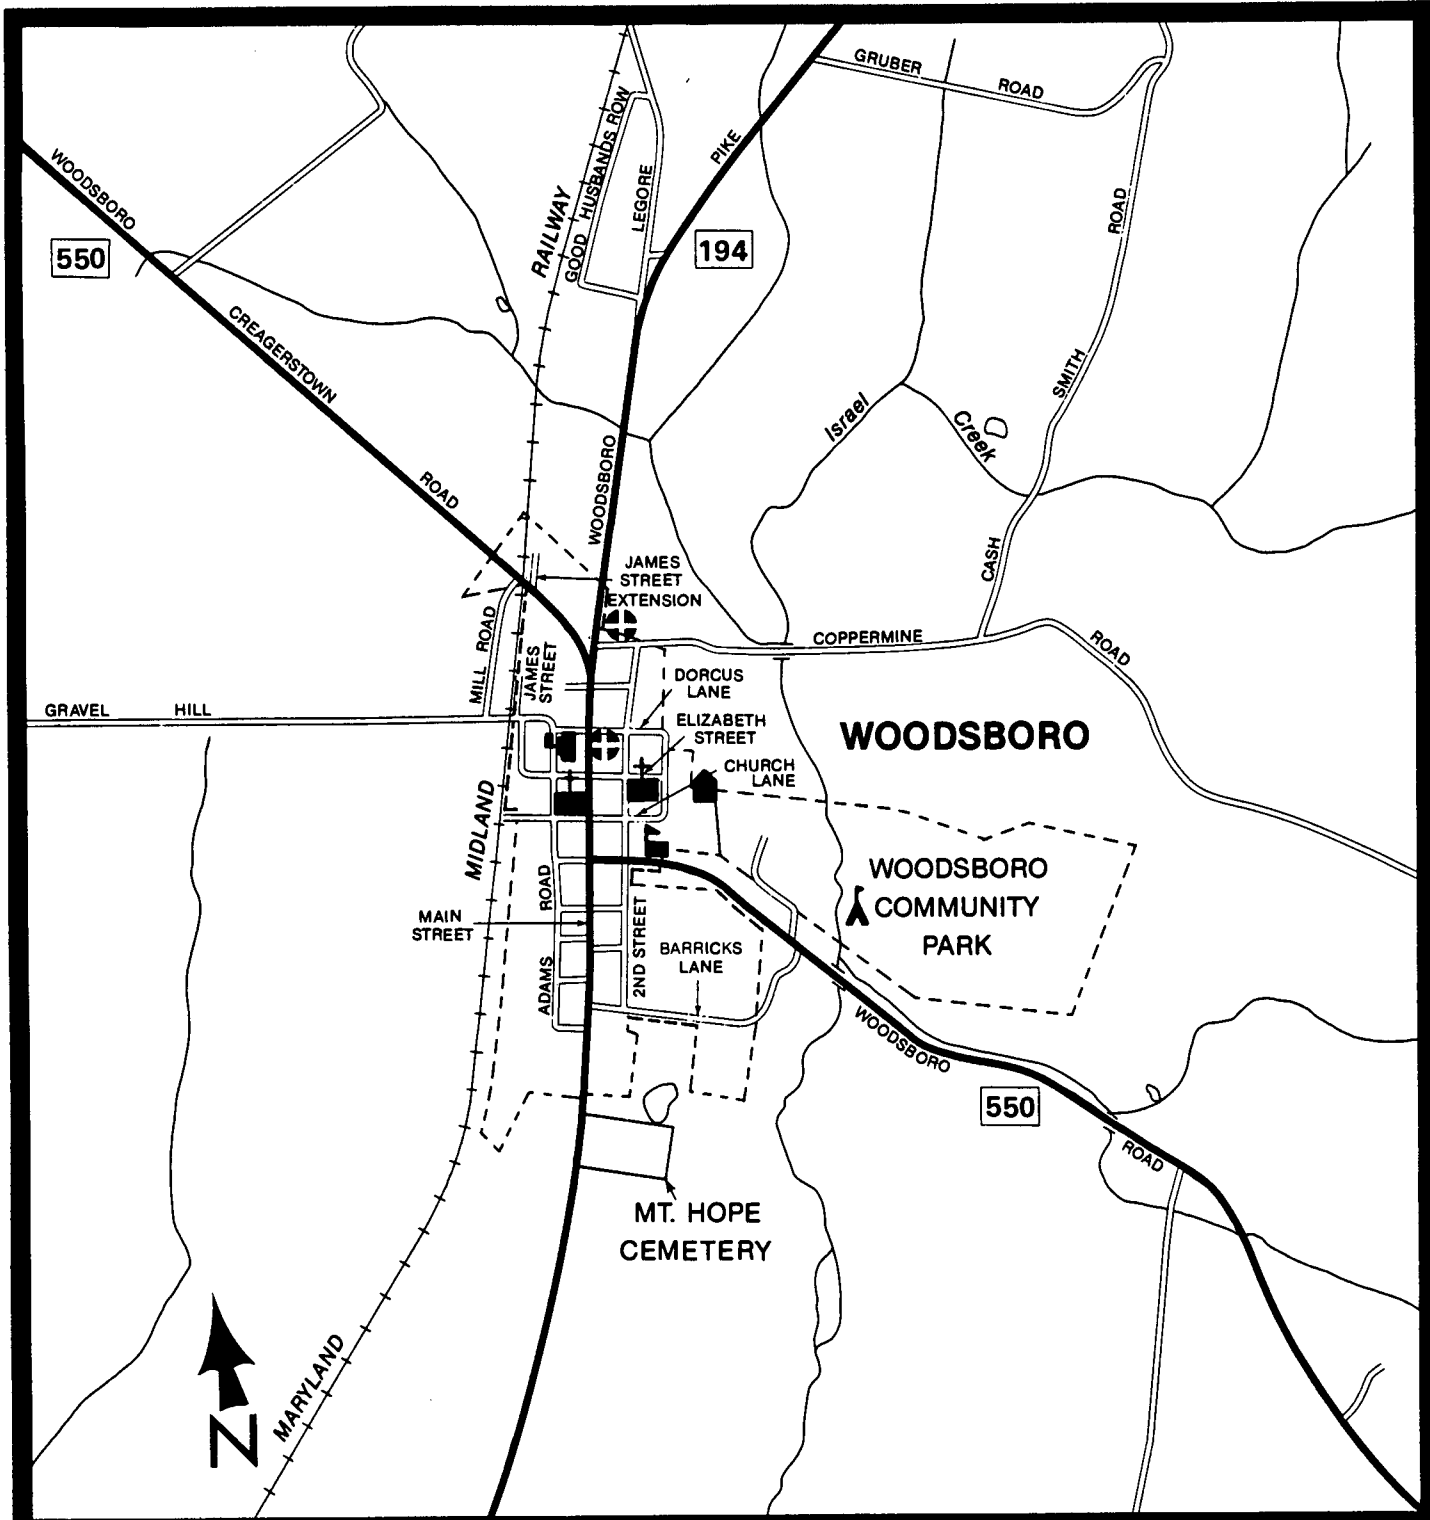 GRUBER ROAD
WOODSBORO PIKE
194
LEGORE
GOOD HUSBANDS ROW
RAILWAY
WOODSBORO
550
CREAGERSTOWN
ROAD
ROAD
SMITH
CASH
Israel
Creek
JAMES
STREET
EXTENSION
MILL ROAD
JAMES
STREET
COPPERMINE
ROAD
DORCUS
LANE
ELIZABETH
STREET
CHURCH
LANE
GRAVEL HILL
WOODSBORO
MIDLAND
WOODSBORO
COMMUNITY
PARK
MAIN
STREET
ADAMS ROAD
2ND STREET
BARRICKS
LANE
WOODSBORO
550
ROAD
MT. HOPE
CEMETERY
MARYLAND
N